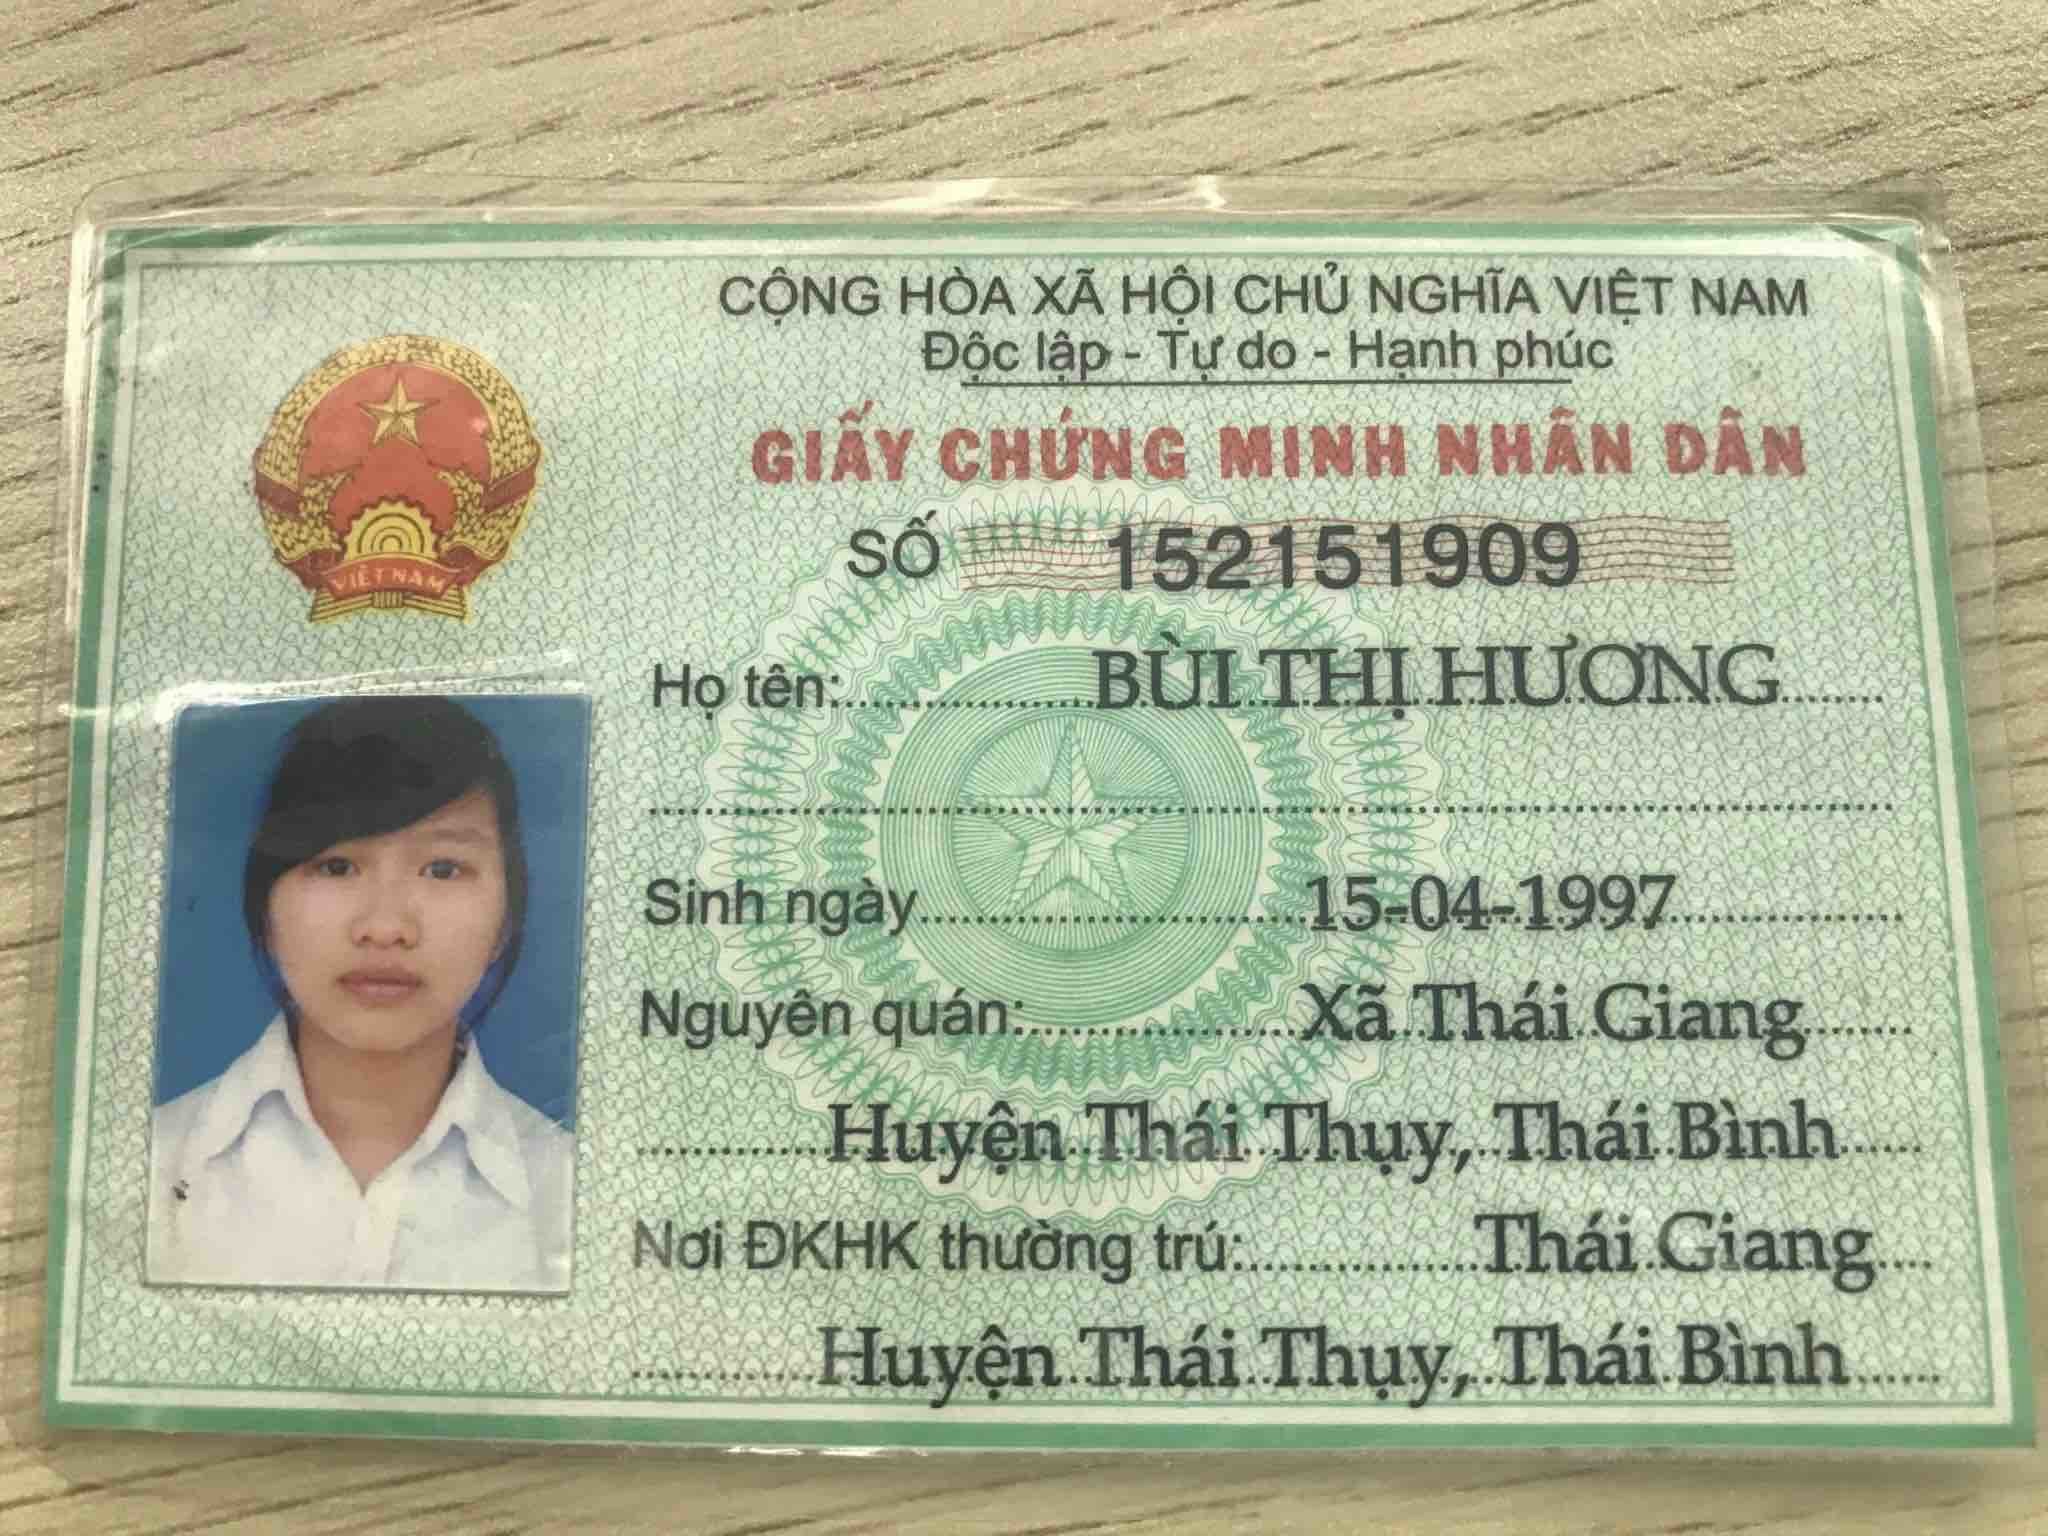 CỘNG HÒA XÃ HỘI CHỦ NGHĨA VIỆT NAM
Độc lập - Tự do - Hạnh phúc
GIẤY CHỨNG MINH NHÂN DÂN
SỐ 152151909
VIỆT NAM
Họ tên: BÙI THỊ HƯƠNG
Sinh ngày 15-04-1997
Nguyên quán: Xã Thái Giang
Huyện Thái Thụy, Thái Bình
Nơi ĐKHK thường trú: Thái Giang
Huyện Thái Thụy, Thái Bình